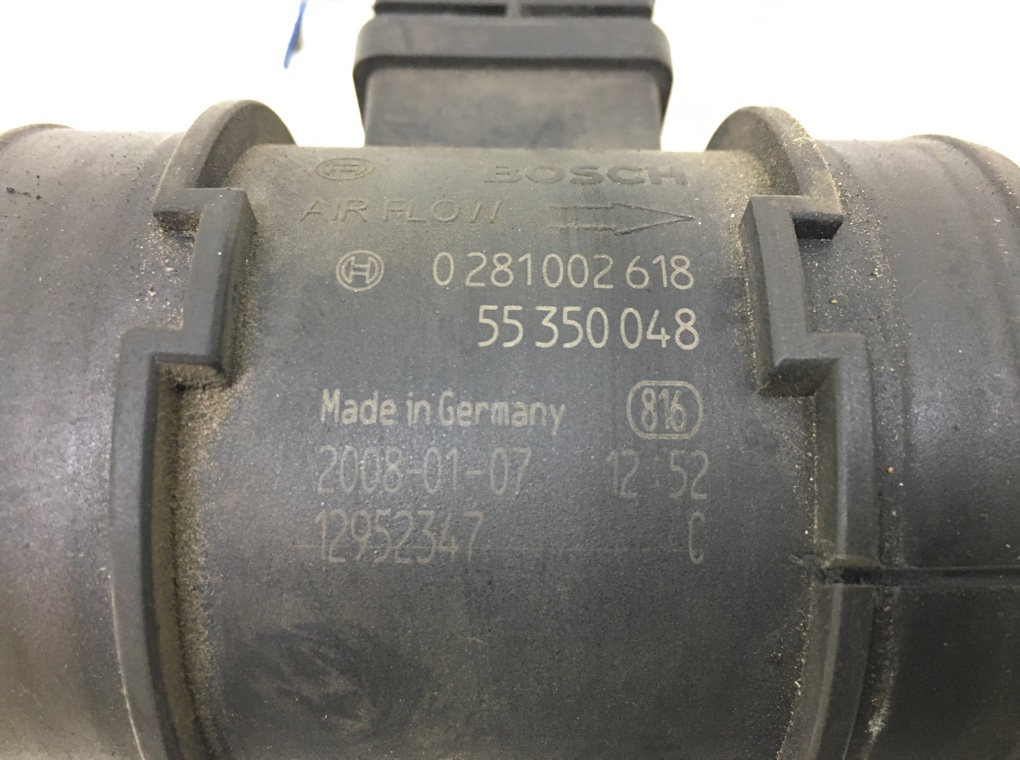 BOSCH
AIR FLOW
0 281 002 618
55 350 048
Made in Germany 816
2008-01-07 12 52
12952347 C